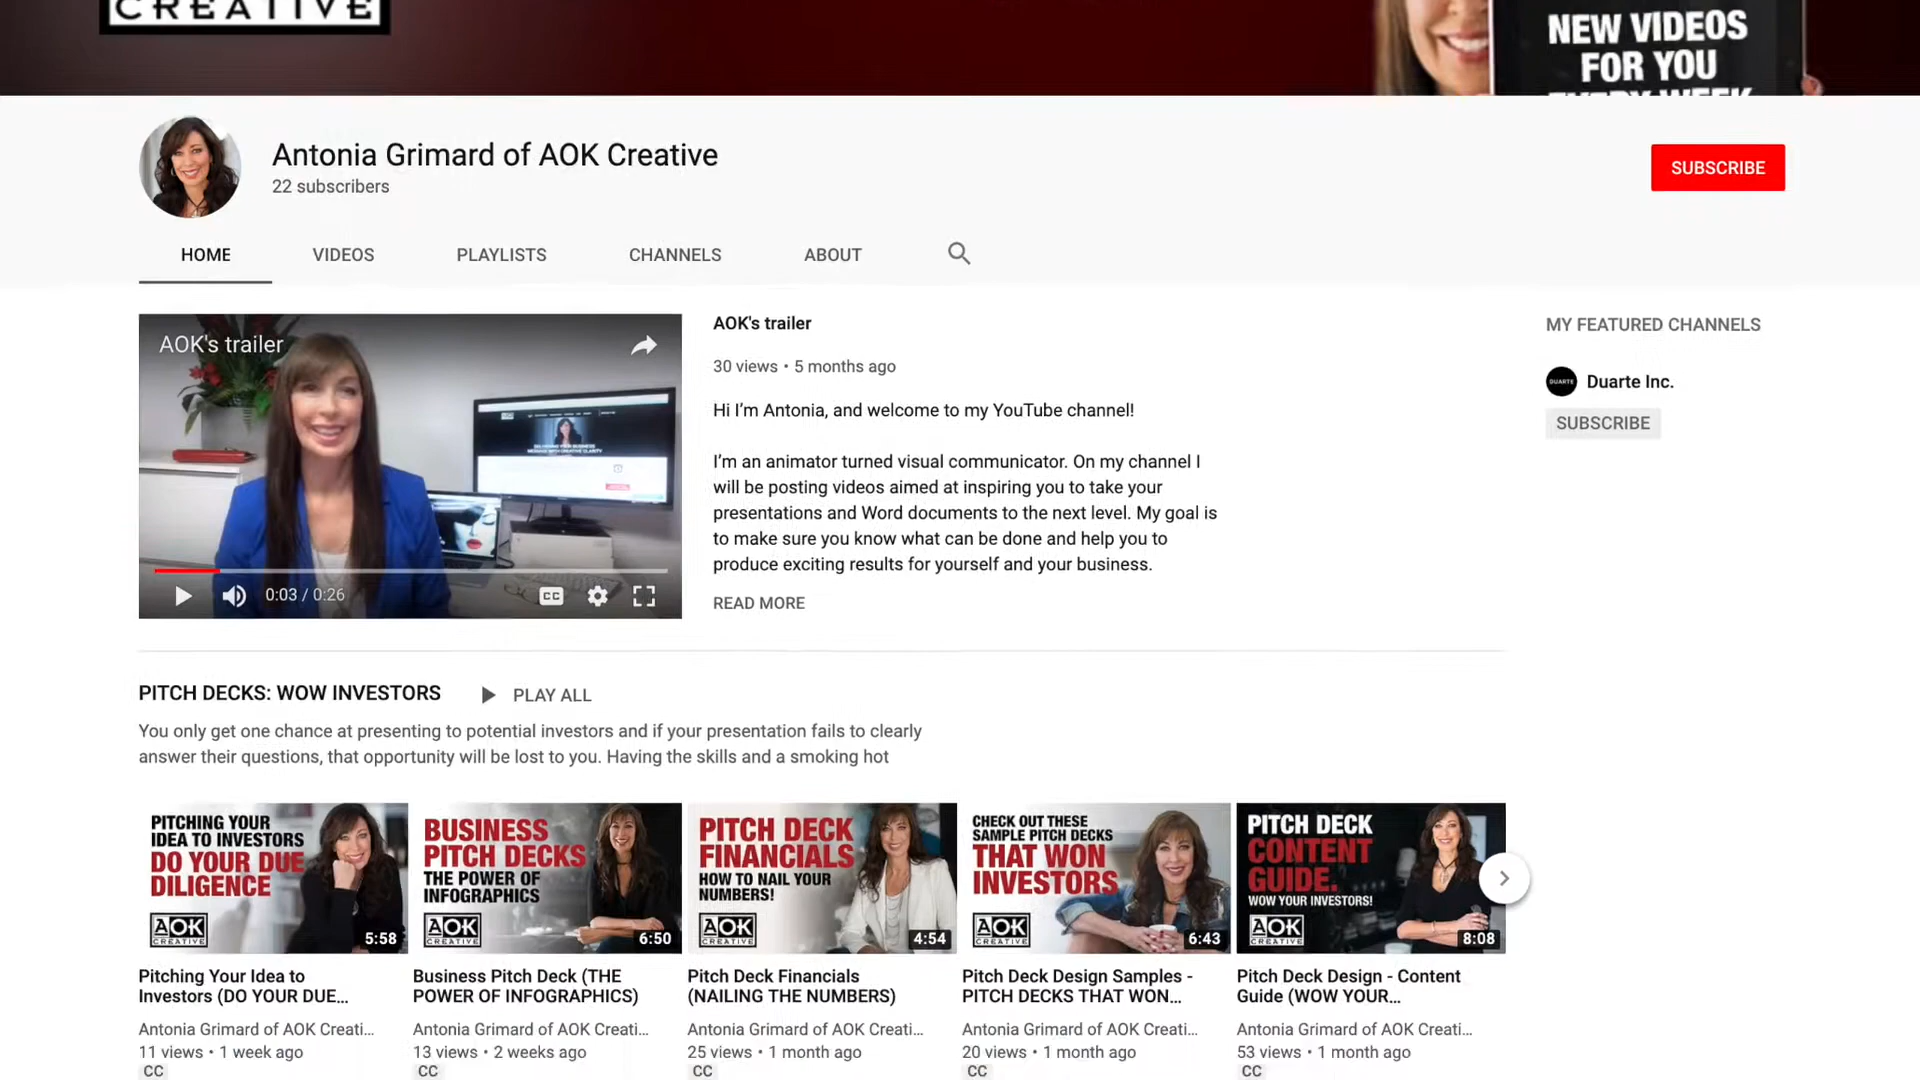 CREATIVE
NEW VIDEOS
FOR YOU
EVERY WEEK
Antonia Grimard of AOK Creative
22 subscribers
SUBSCRIBE
HOME
VIDEOS
PLAYLISTS
CHANNELS
ABOUT
AOK's trailer
0:03 / 0:26
CC
AOK's trailer
30 views • 5 months ago
Hi I'm Antonia, and welcome to my YouTube channel!
I'm an animator turned visual communicator. On my channel I
will be posting videos aimed at inspiring you to take your
presentations and Word documents to the next level. My goal is
to make sure you know what can be done and help you to
produce exciting results for yourself and your business.
READ MORE
MY FEATURED CHANNELS
DUARTE
Duarte Inc.
SUBSCRIBE
PITCH DECKS: WOW INVESTORS
PLAY ALL
You only get one chance at presenting to potential investors and if your presentation fails to clearly
answer their questions, that opportunity will be lost to you. Having the skills and a smoking hot
PITCHING YOUR
IDEA TO INVESTORS
DO YOUR DUE
DILIGENCE
AOK
CREATIVE
5:58
Pitching Your Idea to
Investors (DO YOUR DUE...
Antonia Grimard of AOK Creati...
11 views • 1 week ago
CC
BUSINESS
PITCH DECKS
THE POWER OF
INFOGRAPHICS
AOK
CREATIVE
6:50
Business Pitch Deck (THE
POWER OF INFOGRAPHICS)
Antonia Grimard of AOK Creati...
13 views • 2 weeks ago
CC
PITCH DECK
FINANCIALS
HOW TO NAIL YOUR
NUMBERS!
AOK
CREATIVE
4:54
Pitch Deck Financials
(NAILING THE NUMBERS)
Antonia Grimard of AOK Creati...
25 views • 1 month ago
CC
CHECK OUT THESE
SAMPLE PITCH DECKS
THAT WON
INVESTORS
AOK
CREATIVE
6:43
Pitch Deck Design Samples -
PITCH DECKS THAT WON...
Antonia Grimard of AOK Creati...
20 views • 1 month ago
CC
PITCH DECK
CONTENT
GUIDE.
WOW YOUR INVESTORS!
AOK
CREATIVE
8:08
Pitch Deck Design - Content
Guide (WOW YOUR...
Antonia Grimard of AOK Creati...
53 views • 1 month ago
CC